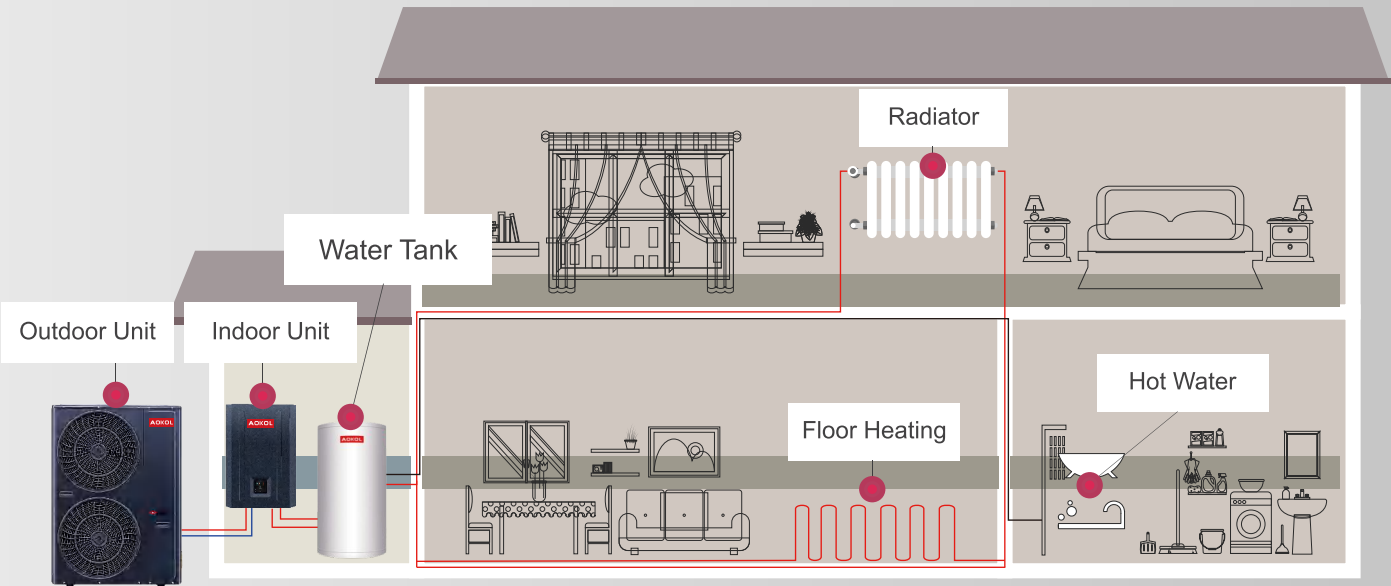 Radiator
Water Tank
Outdoor Unit
Indoor Unit
Hot Water
Floor Heating
AOKOL
AOKOL
AOKOL